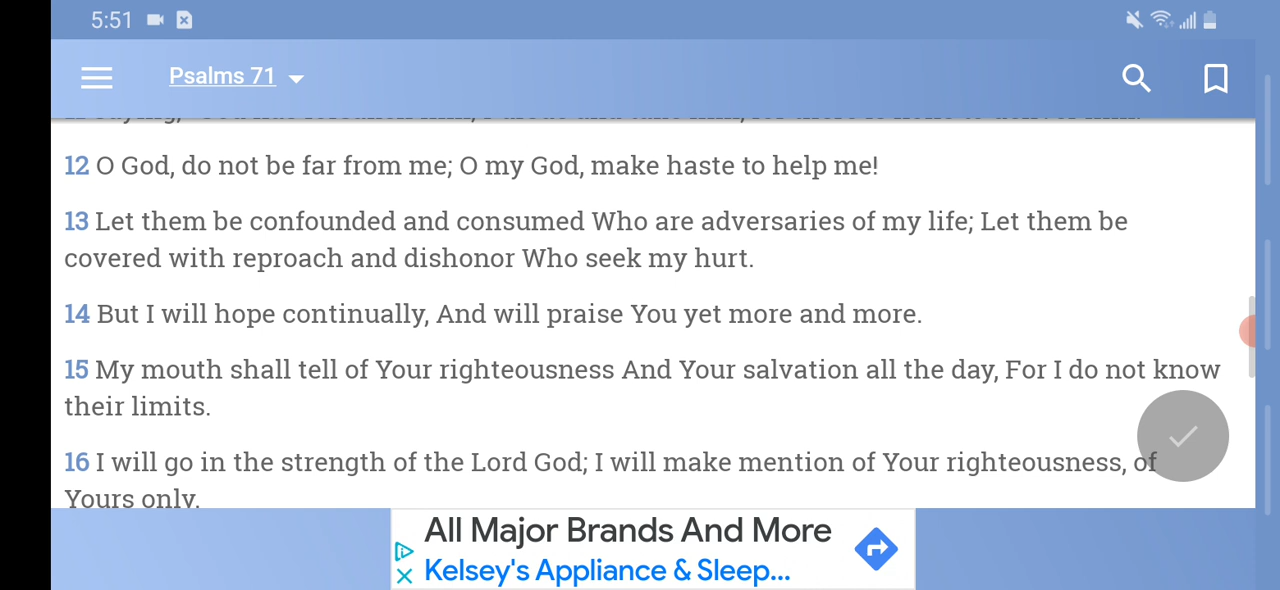 5:51
Psalms 71
12 O God, do not be far from me; O my God, make haste to help me!
13 Let them be confounded and consumed Who are adversaries of my life; Let them be
covered with reproach and dishonor Who seek my hurt.
14 But I will hope continually, And will praise You yet more and more.
15 My mouth shall tell of Your righteousness And Your salvation all the day, For I do not know
their limits.
16 I will go in the strength of the Lord God; I will make mention of Your righteousness, of
Yours only.
All Major Brands And More
Kelsey's Appliance & Sleep...